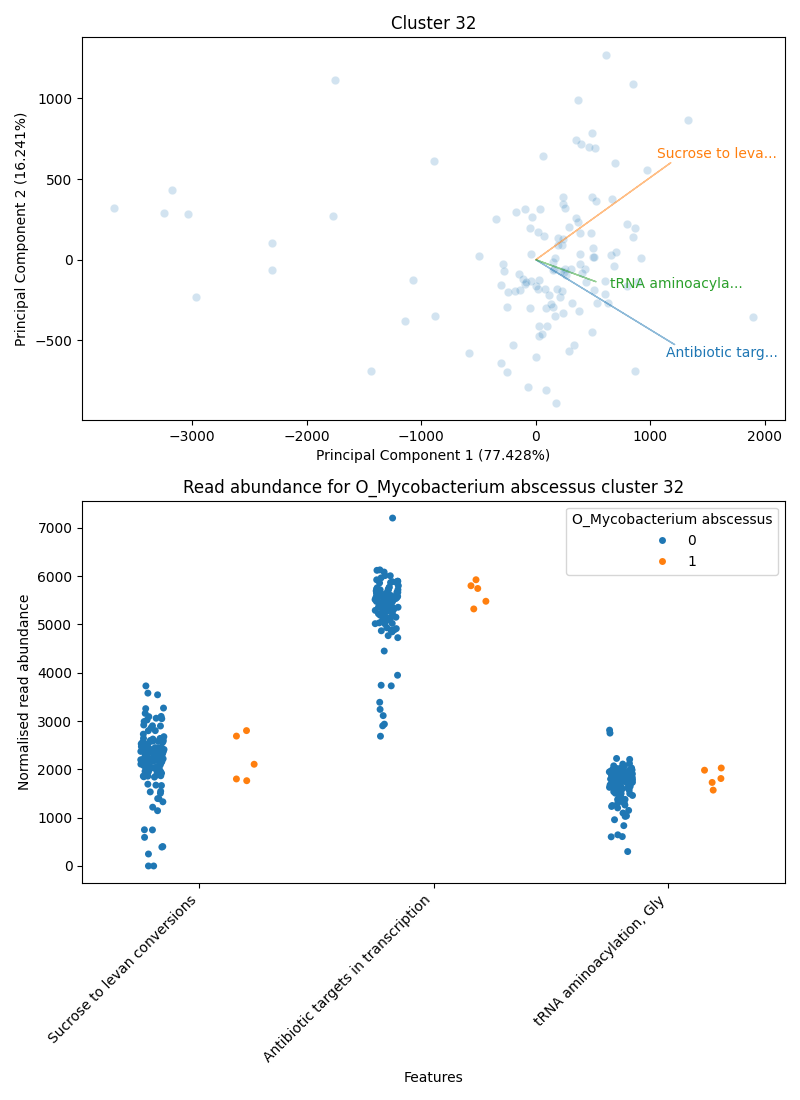 Cluster 32
Principal Component 2 (16.241%)
1000
500
0
−500
Sucrose to leva...
tRNA aminoacyla...
Antibiotic targ...
−3000
−2000
−1000
0
1000
2000
Principal Component 1 (77.428%)
Read abundance for O_Mycobacterium abscessus cluster 32
Normalised read abundance
7000
6000
5000
4000
3000
2000
1000
0
O_Mycobacterium abscessus
0
1
Sucrose to levan conversions
Antibiotic targets in transcription
tRNA aminoacylation, Gly
Features